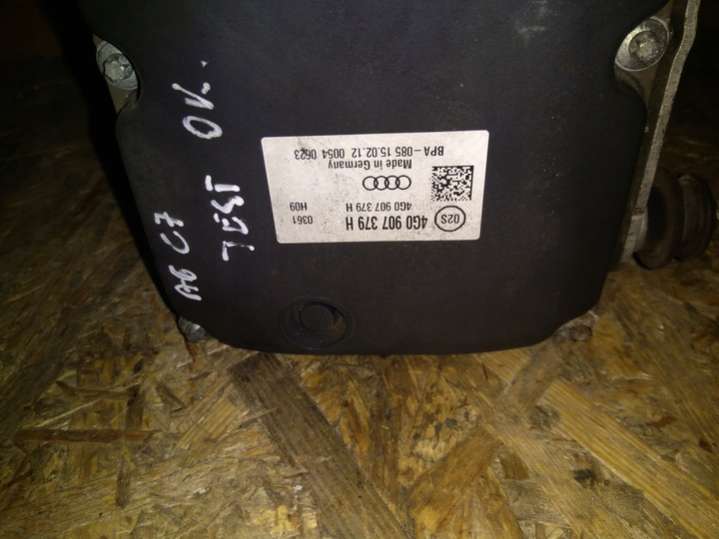 A6 C7
TEST OK.
02S 4G0 907 379 H 0361
4G0 907 379 H H09
Made in Germany
BPA-085 15.02.12 0054 0623